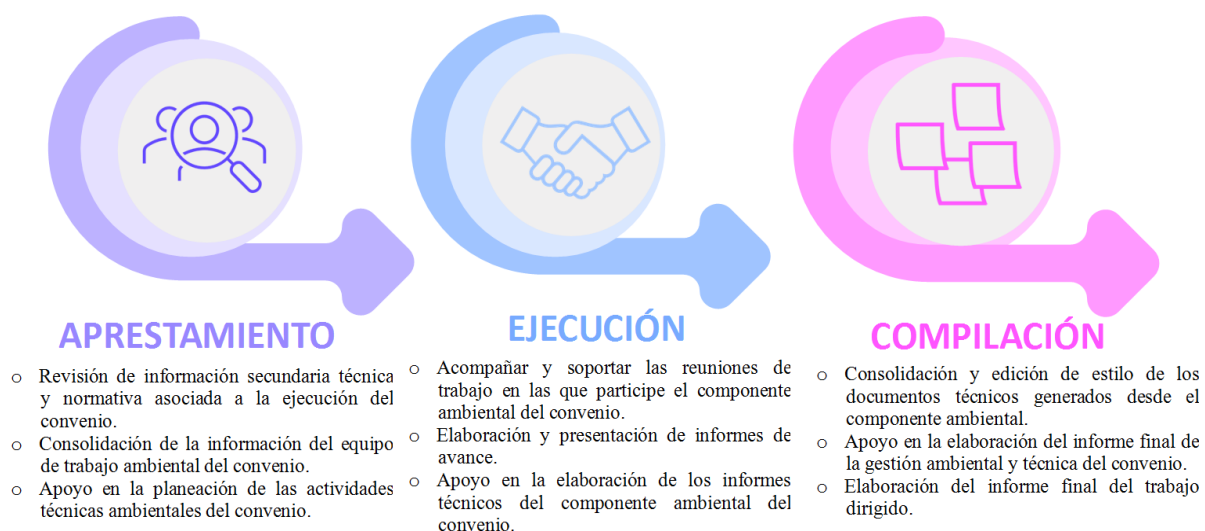 APRESTAMIENTO
○ Revisión de información secundaria técnica
y normativa asociada a la ejecución del
convenio.
○ Consolidación de la información del equipo
de trabajo ambiental del convenio.
○ Apoyo en la planeación de las actividades
técnicas ambientales del convenio.
EJECUCIÓN
○ Acompañar y soportar las reuniones de
trabajo en las que participe el componente
ambiental del convenio.
○ Elaboración y presentación de informes de
avance.
○ Apoyo en la elaboración de los informes
técnicos del componente ambiental del
convenio.
COMPILACIÓN
○ Consolidación y edición de estilo de los
documentos técnicos generados desde el
componente ambiental.
○ Apoyo en la elaboración del informe final de
la gestión ambiental y técnica del convenio.
○ Elaboración del informe final del trabajo
dirigido.